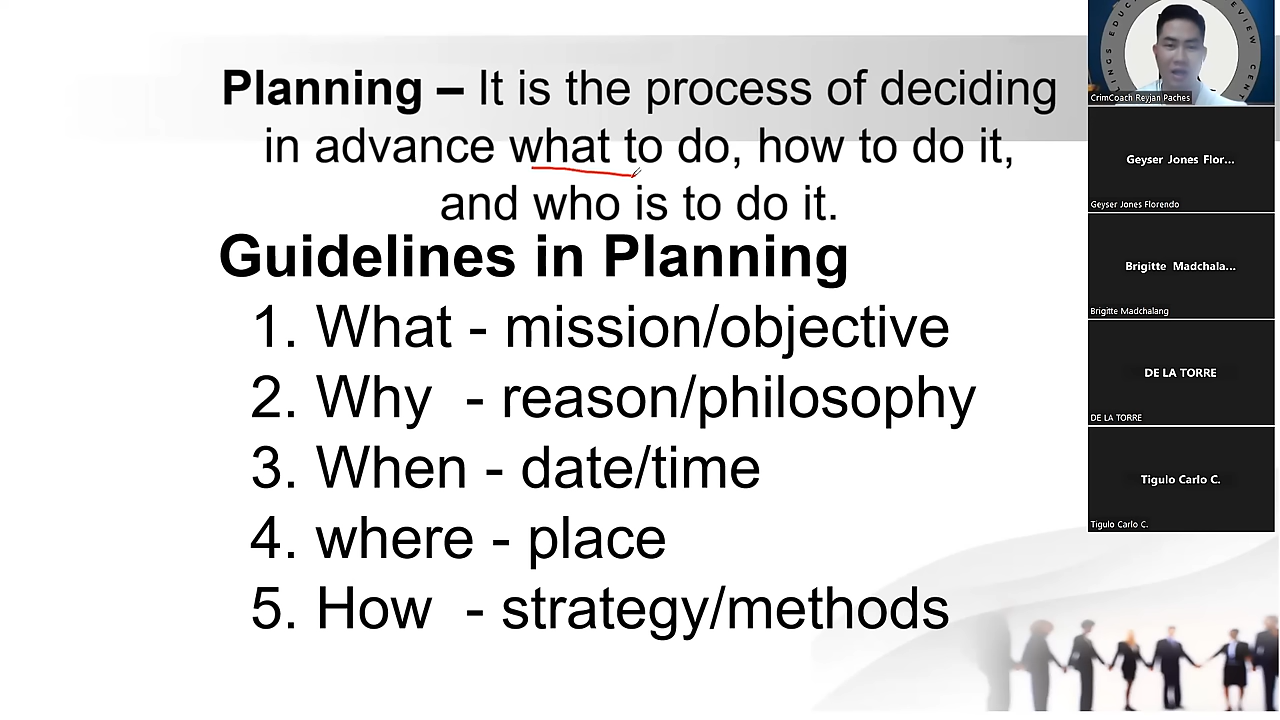 Planning – It is the process of deciding
in advance what to do, how to do it,
and who is to do it.
Guidelines in Planning
1. What - mission/objective
2. Why - reason/philosophy
3. When - date/time
4. where - place
5. How - strategy/methods
CrimCoach Reyjan Paches
Geyser Jones Flor...
Geyser Jones Florendo
Brigitte Madchala...
Brigitte Madchalang
DE LA TORRE
DE LA TORRE
Tigulo Carlo C.
Tigulo Carlo C.